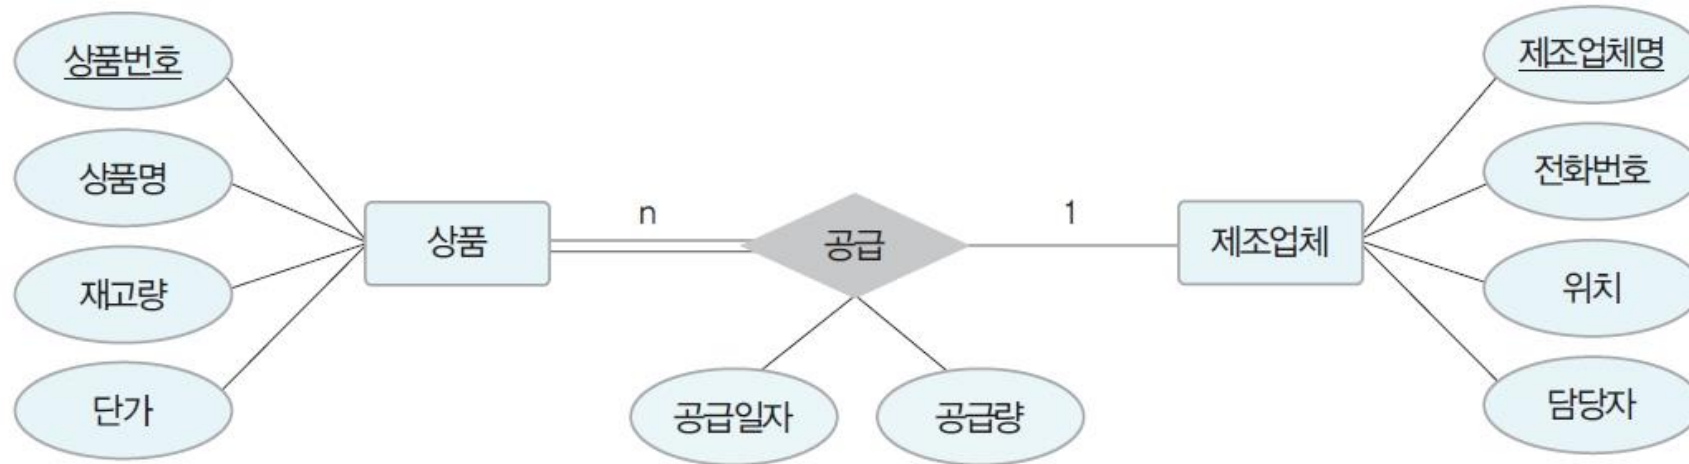 상품번호
상품명
재고량
단가
상품
n
공급
1
제조업체
공급일자
공급량
제조업체명
전화번호
위치
담당자